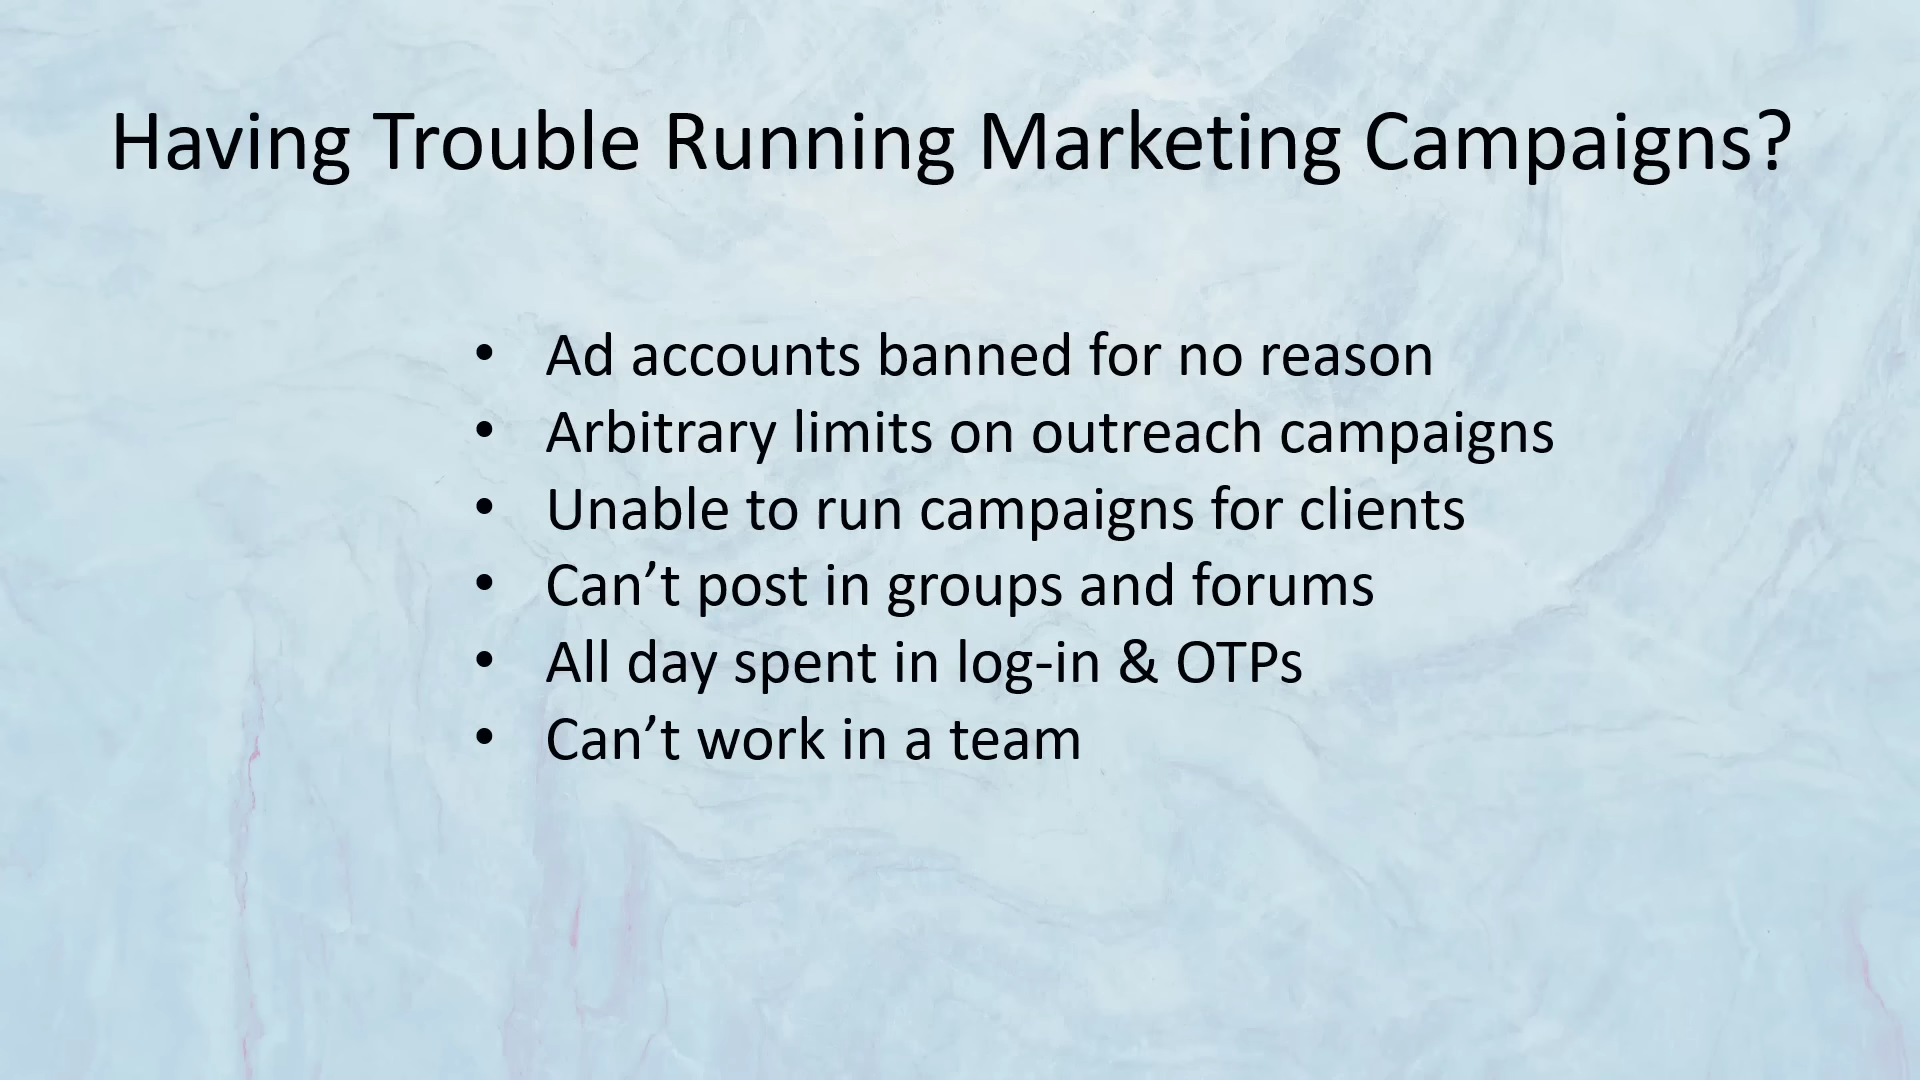 Having Trouble Running Marketing Campaigns?
• Ad accounts banned for no reason
• Arbitrary limits on outreach campaigns
• Unable to run campaigns for clients
• Can’t post in groups and forums
• All day spent in log-in & OTPs
• Can’t work in a team